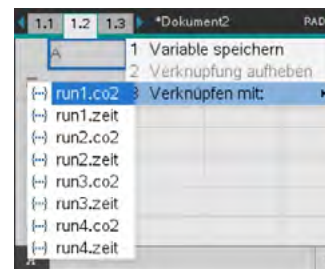 1.1 1.2 1.3 *Dokument2 PAD
A
1 Variable speichern
2 Verknüpfung aufheben
3 Verknüpfen mit:
run1.co2
run1.zeit
run2.co2
run2.zeit
run3.co2
run3.zeit
run4.co2
run4.zeit
A